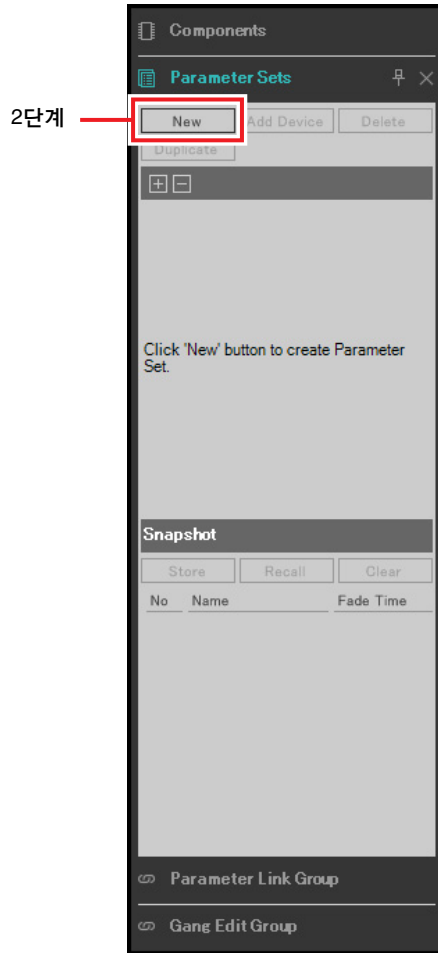 Components
Parameter Sets
2단계
New
Add Device
Delete
Duplicate
Click 'New' button to create Parameter
Set.
Snapshot
Store
Recall
Clear
No
Name
Fade Time
Parameter Link Group
Gang Edit Group